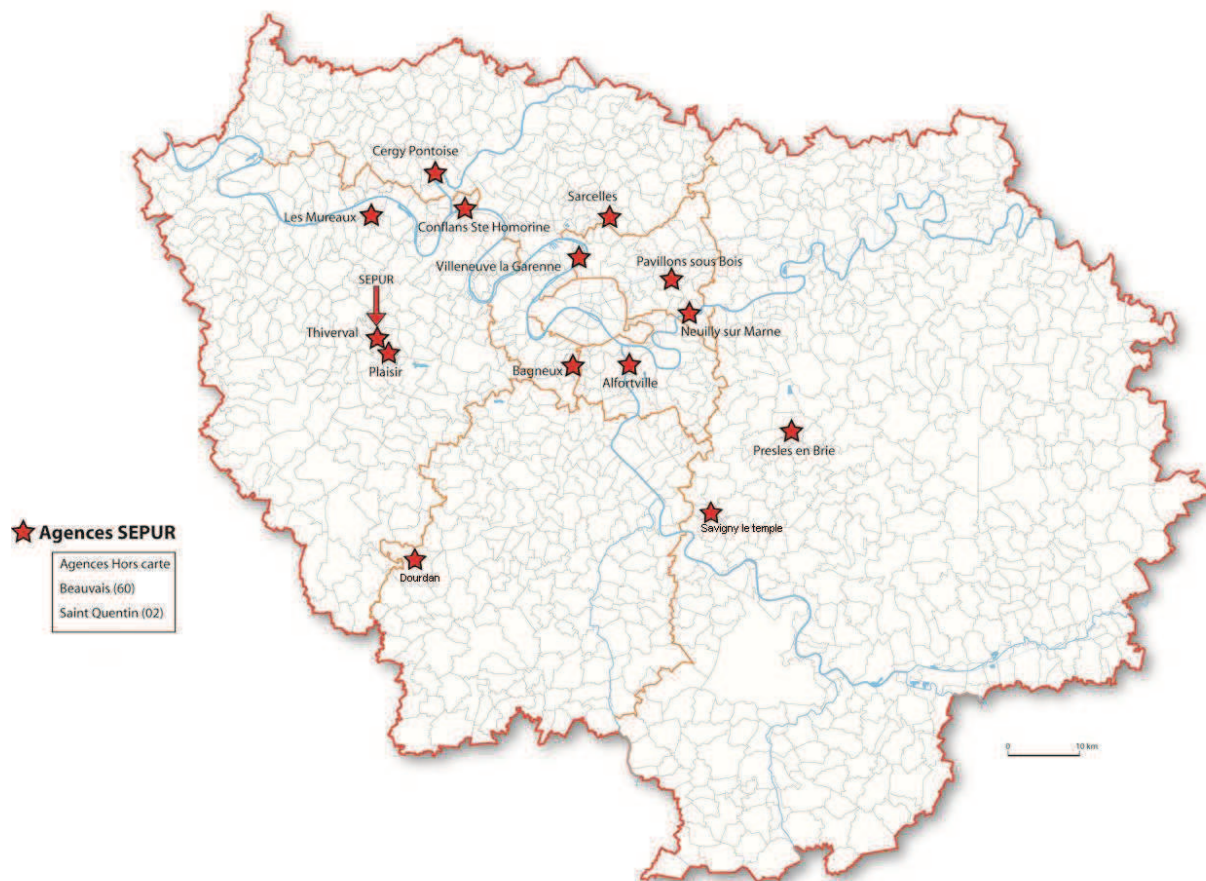 Cergy Pontoise
Sarcelles
Les Mureaux
Conflans Ste Homorine
Villeneuve la Garenne
Pavillons sous Bois
SEPUR
Thiverval
Neuilly sur Marne
Plaisir
Bagneux
Alfortville
Presles en Brie
Savigny le temple
Agences SEPUR
Agences Hors carte
Beauvais (60)
Saint Quentin (02)
Dourdan
0 10 km